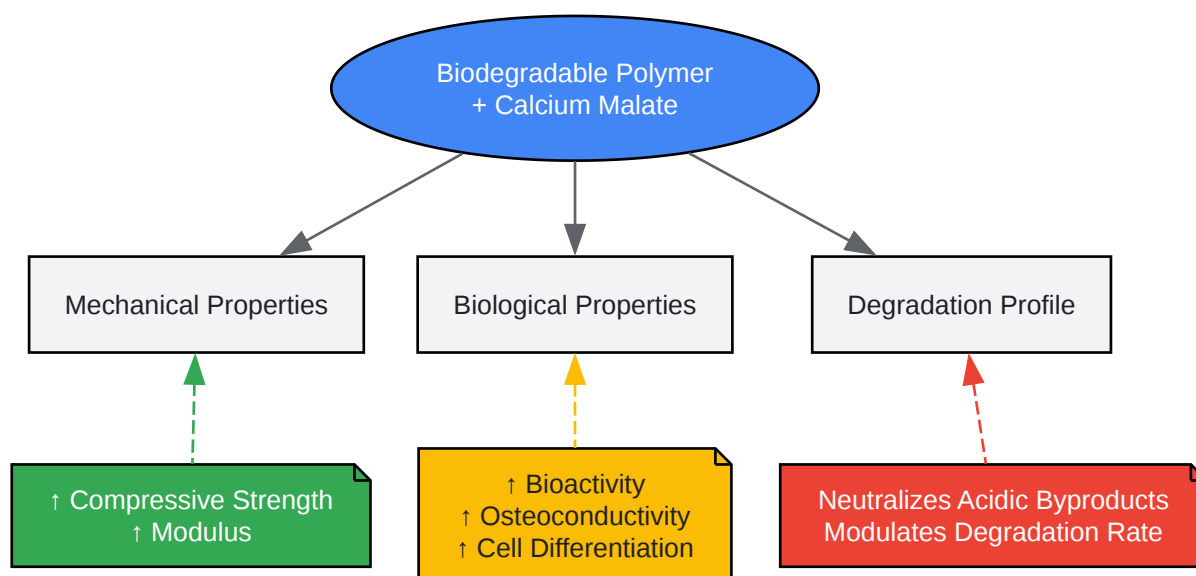 Biodegradable Polymer
+ Calcium Malate
Mechanical Properties
Biological Properties
Degradation Profile
↑ Compressive Strength
↑ Modulus
↑ Bioactivity
↑ Osteoconductivity
↑ Cell Differentiation
Neutralizes Acidic Byproducts
Modulates Degradation Rate